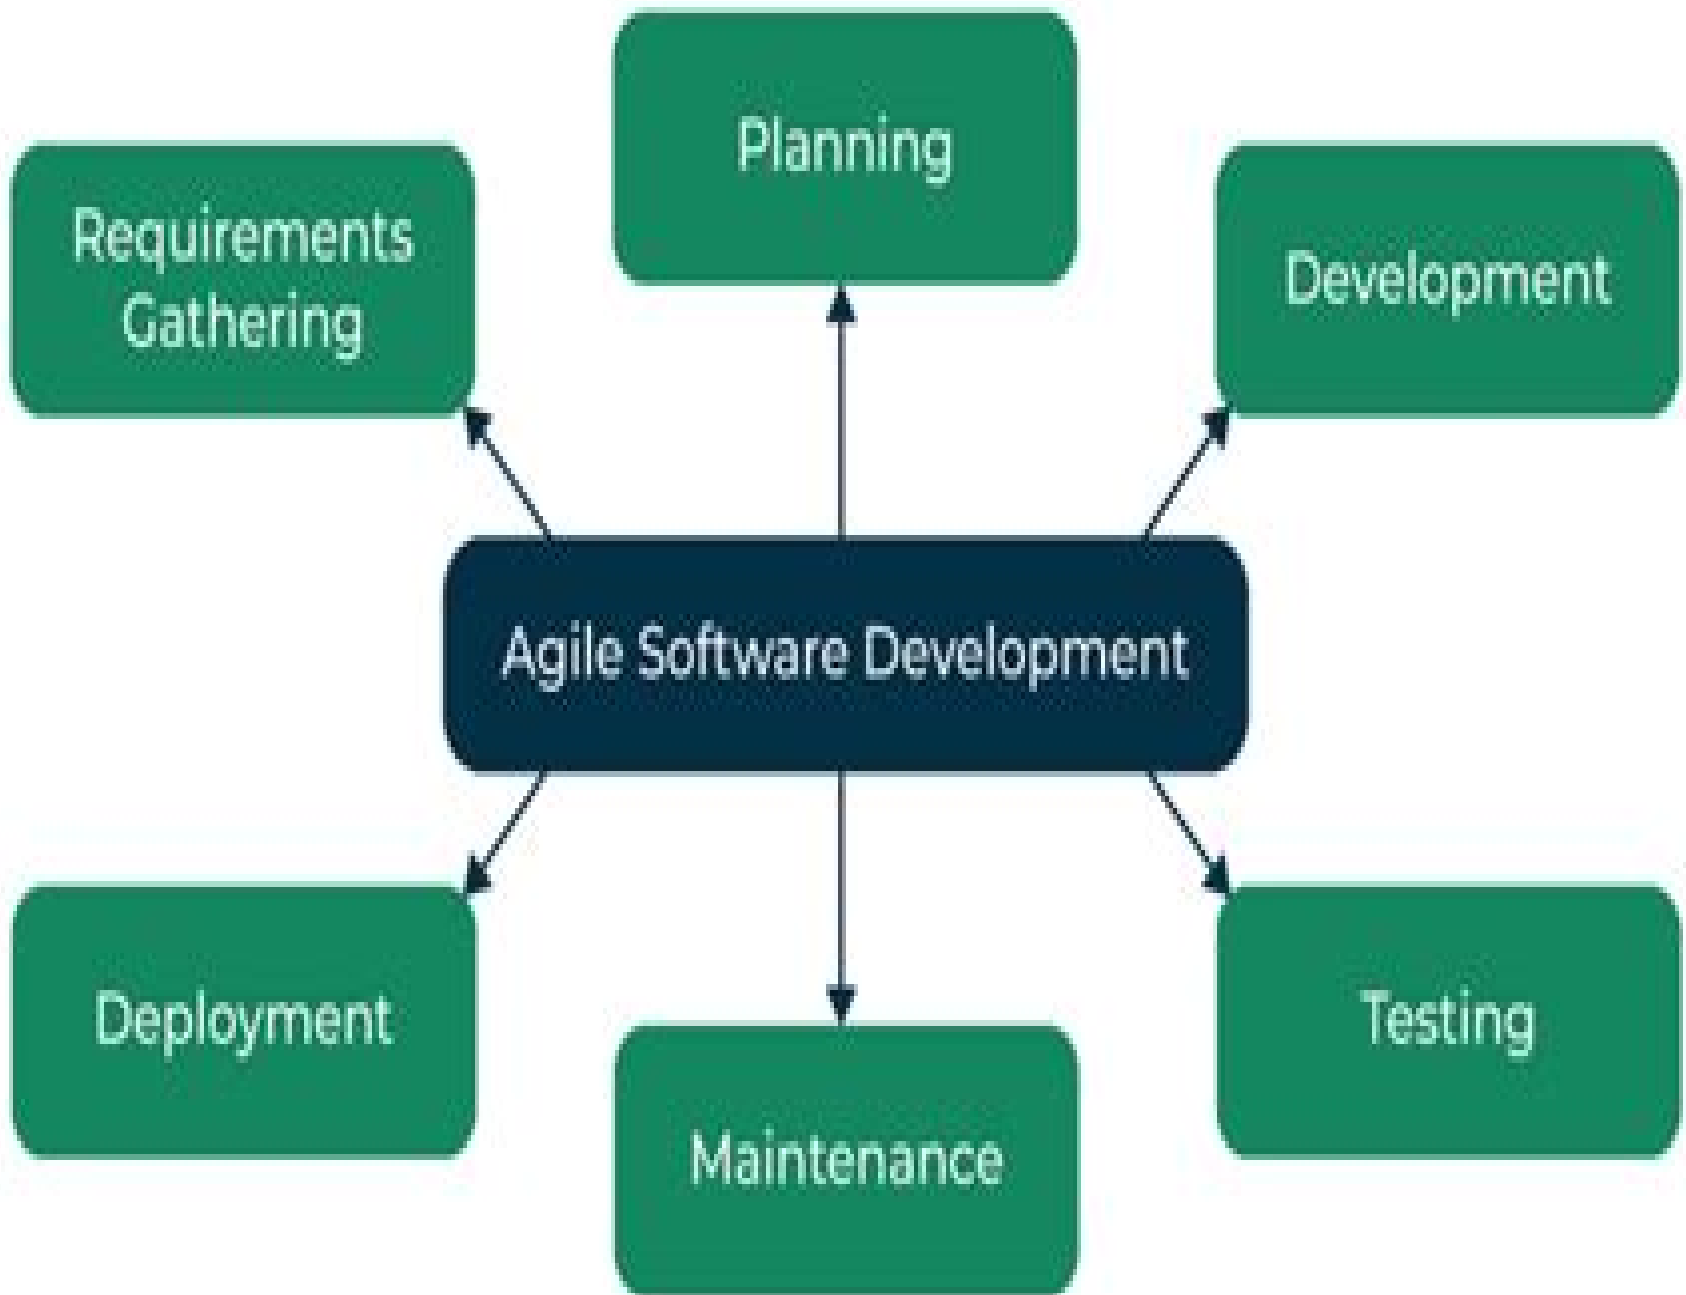 Planning
Requirements
Gathering
Development
Agile Software Development
Deployment
Testing
Maintenance